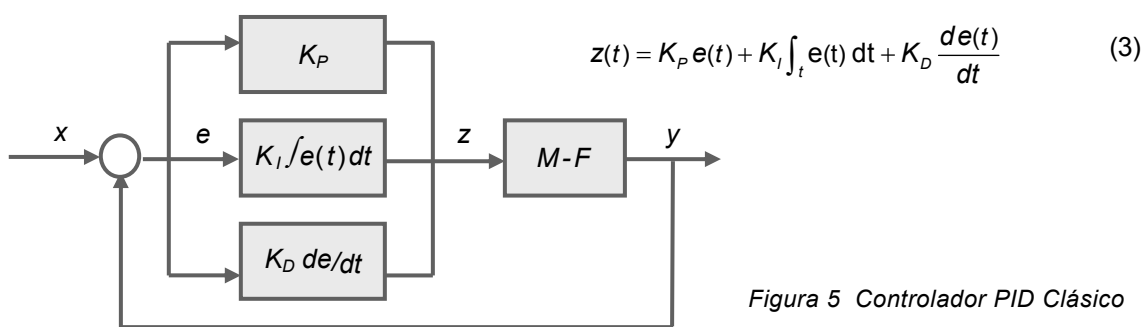 K_P
z(t) = K_P e(t) + K_I ∫_t e(t) dt + K_D de(t)/dt (3)
x
e
K_I ∫e(t) dt
z
M-F
y
K_D de/dt
Figura 5 Controlador PID Clásico